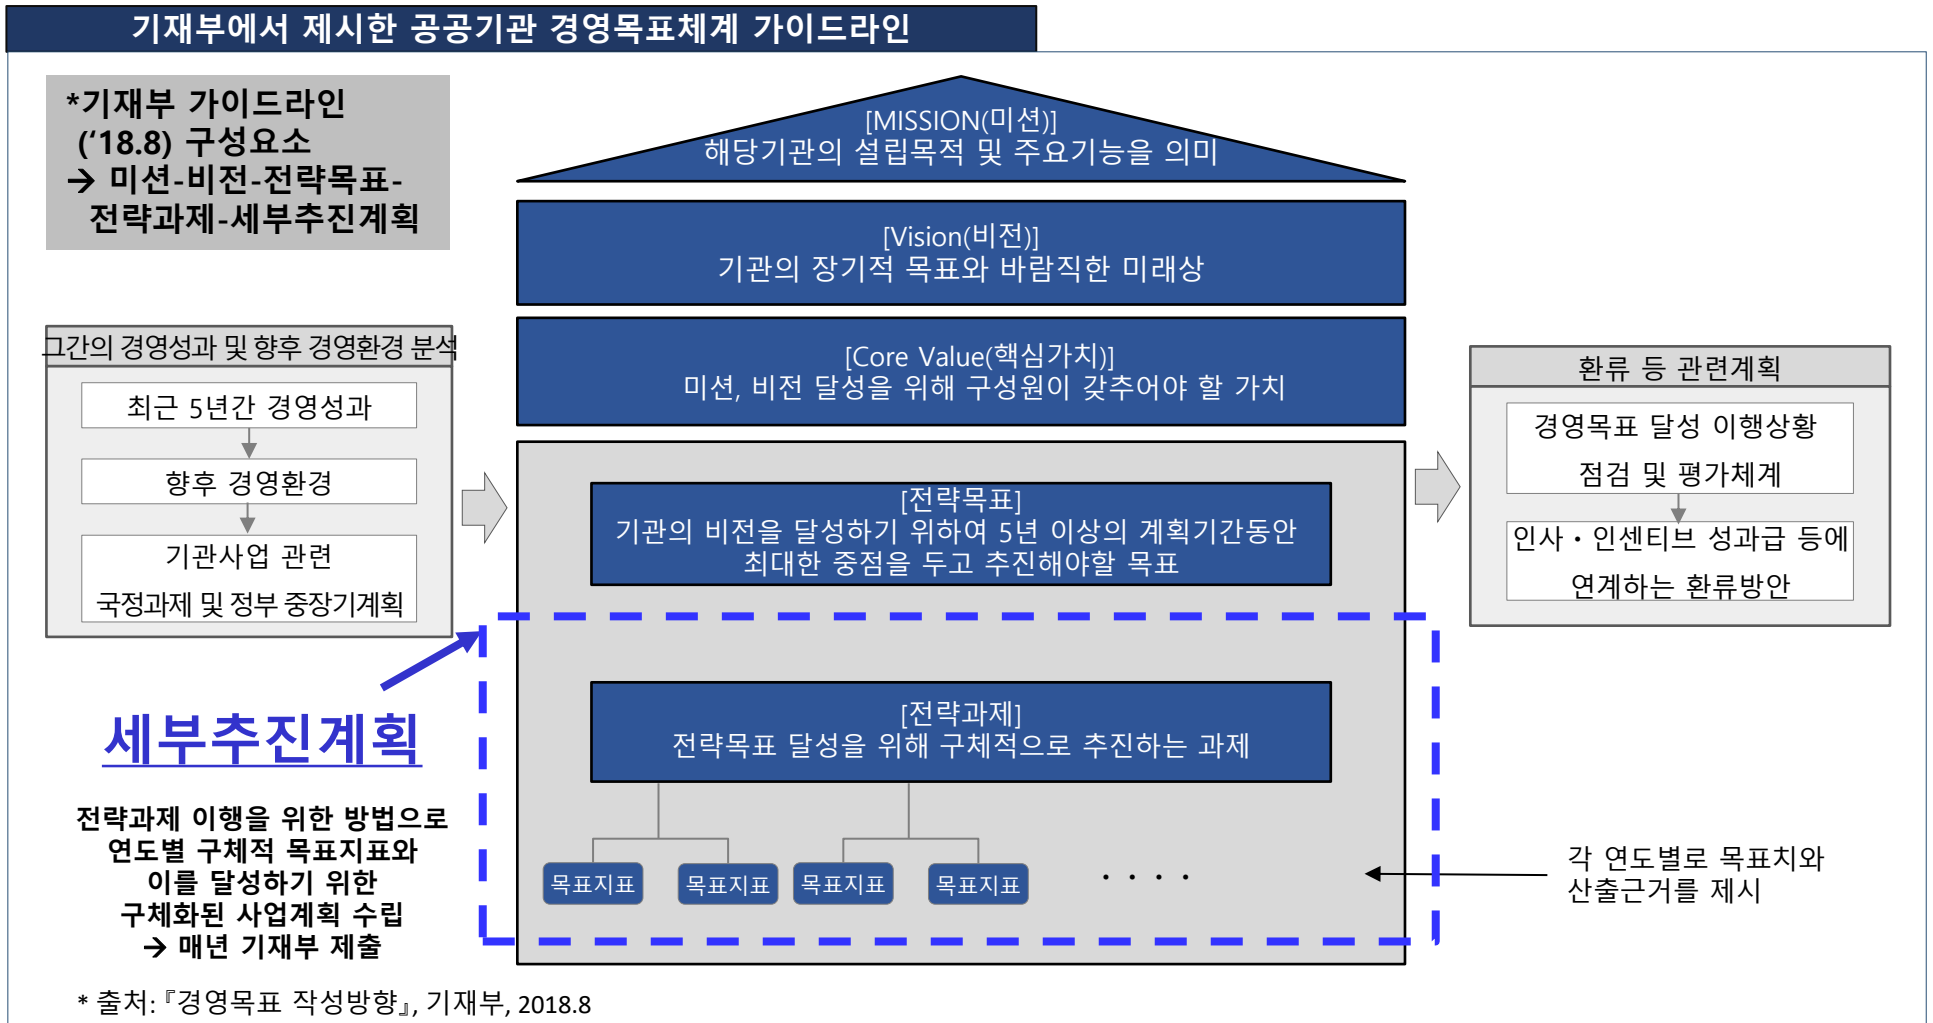 기재부에서 제시한 공공기관 경영목표체계 가이드라인
*기재부 가이드라인
(‘18.8) 구성요소
→ 미션-비전-전략목표-
전략과제-세부추진계획
[MISSION(미션)]
해당기관의 설립목적 및 주요기능을 의미
[Vision(비전)]
기관의 장기적 목표와 바람직한 미래상
[Core Value(핵심가치)]
미션, 비전 달성을 위해 구성원이 갖추어야 할 가치
그간의 경영성과 및 향후 경영환경 분석
최근 5년간 경영성과
향후 경영환경
기관사업 관련
국정과제 및 정부 중장기계획
[전략목표]
기관의 비전을 달성하기 위하여 5년 이상의 계획기간동안
최대한 중점을 두고 추진해야할 목표
환류 등 관련계획
경영목표 달성 이행상황
점검 및 평가체계
인사・인센티브 성과급 등에
연계하는 환류방안
세부추진계획
전략과제 이행을 위한 방법으로
연도별 구체적 목표지표와
이를 달성하기 위한
구체화된 사업계획 수립
→ 매년 기재부 제출
[전략과제]
전략목표 달성을 위해 구체적으로 추진하는 과제
목표지표 목표지표 목표지표 목표지표 ・・・・
각 연도별로 목표치와
산출근거를 제시
* 출처: 『경영목표 작성방향』, 기재부, 2018.8